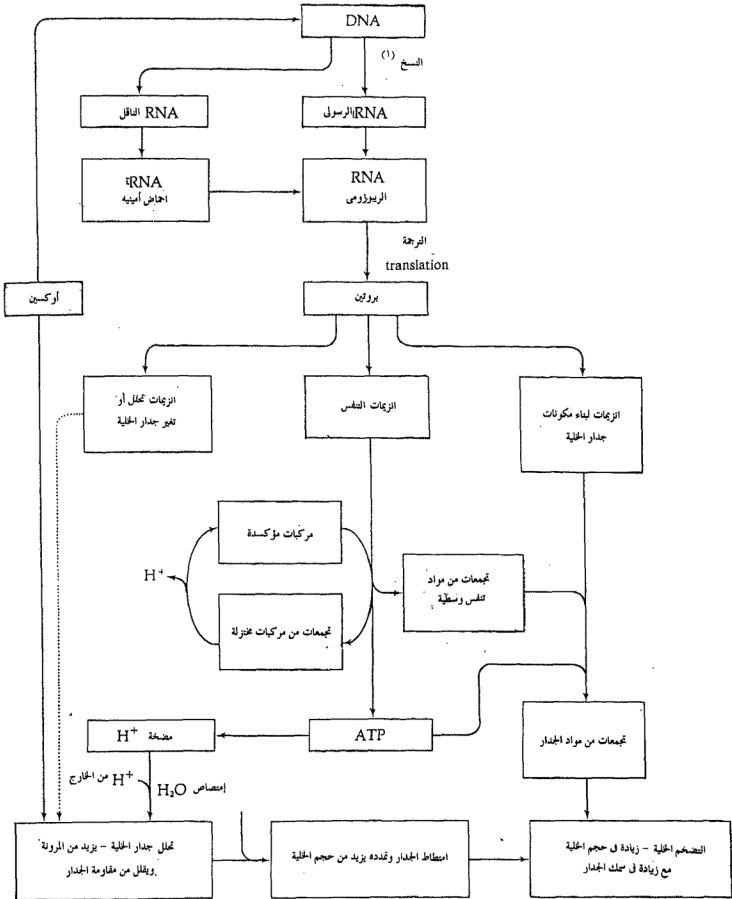 DNA
النسخ (١)
RNA الرسولى
RNA الناقل
RNA
الريبوزومى
tRNA
احماض أمينيه
الترجمة
translation
أوكسين
بروتين
انزيمات لبناء مكونات
جدار الخلية
انزيمات التنفس
انزيمات تحلل أو
تغير جدار الخلية
مركبات مؤكسدة
H⁺
تجمعات من مواد
تنفس وسطية
تجمعات من مركبات مختزلة
تجمعات من مواد الجدار
ATP
مضخة H⁺
H⁺ من الخارج
إمتصاص H₂O
التضخم الخلية – زيادة فى حجم الخلية
مع زيادة فى سمك الجدار
امتطاط الجدار وتمدده يزيد من حجم الخلية
تحلل جدار الخلية – يزيد من المرونة
ويقلل من مقاومة الجدار